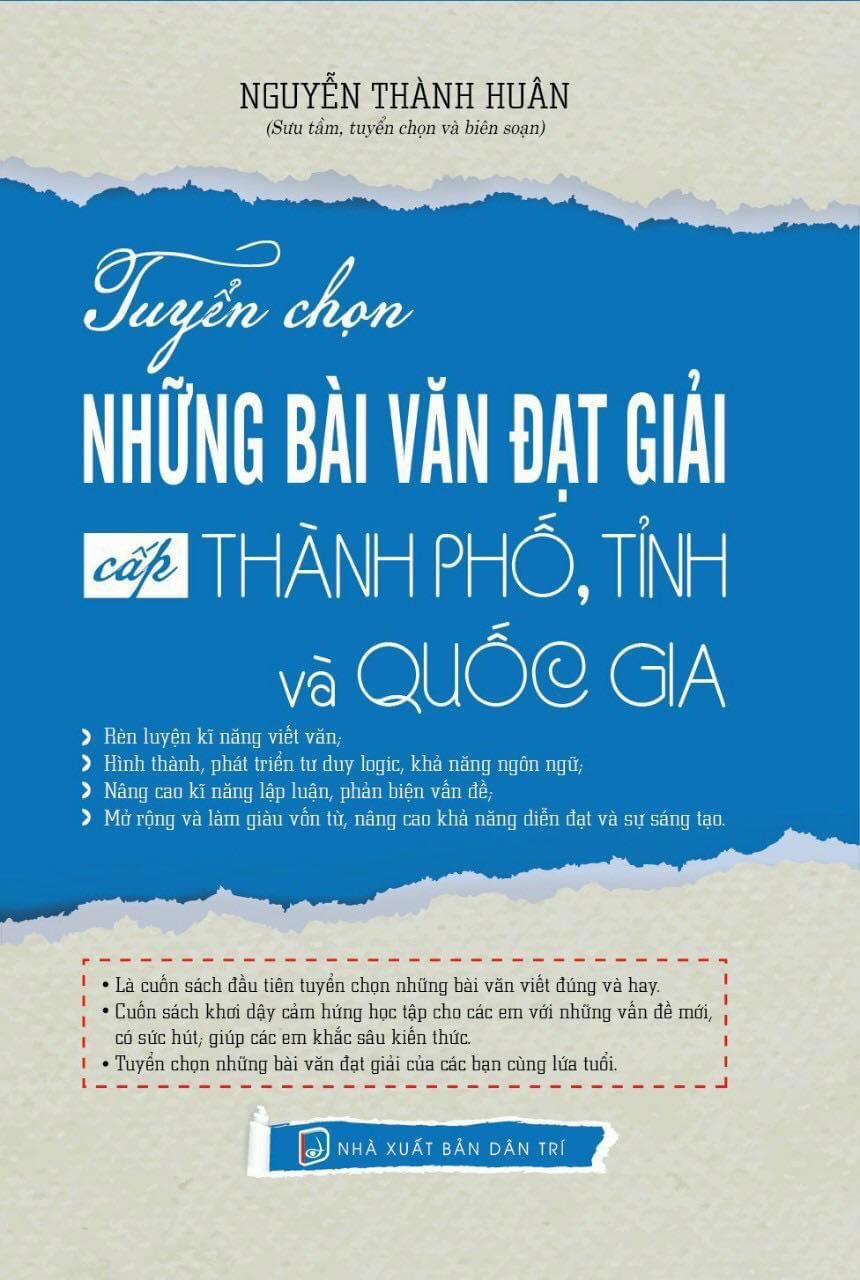 NGUYỄN THÀNH HUÂN
(Sưu tầm, tuyển chọn và biên soạn)
Tuyển chọn
NHỮNG BÀI VĂN ĐẠT GIẢI
cấp THÀNH PHỐ, TỈNH
và QUỐC GIA
Rèn luyện kĩ năng viết văn;
Hình thành, phát triển tư duy logic, khả năng ngôn ngữ;
Nâng cao kĩ năng lập luận, phản biện vấn đề;
Mở rộng và làm giàu vốn từ, nâng cao khả năng diễn đạt và sự sáng tạo.
• Là cuốn sách đầu tiên tuyển chọn những bài văn viết đúng và hay.
• Cuốn sách khơi dậy cảm hứng học tập cho các em với những vấn đề mới,
có sức hút; giúp các em khắc sâu kiến thức.
• Tuyển chọn những bài văn đạt giải của các bạn cùng lứa tuổi.
NHÀ XUẤT BẢN DÂN TRÍ